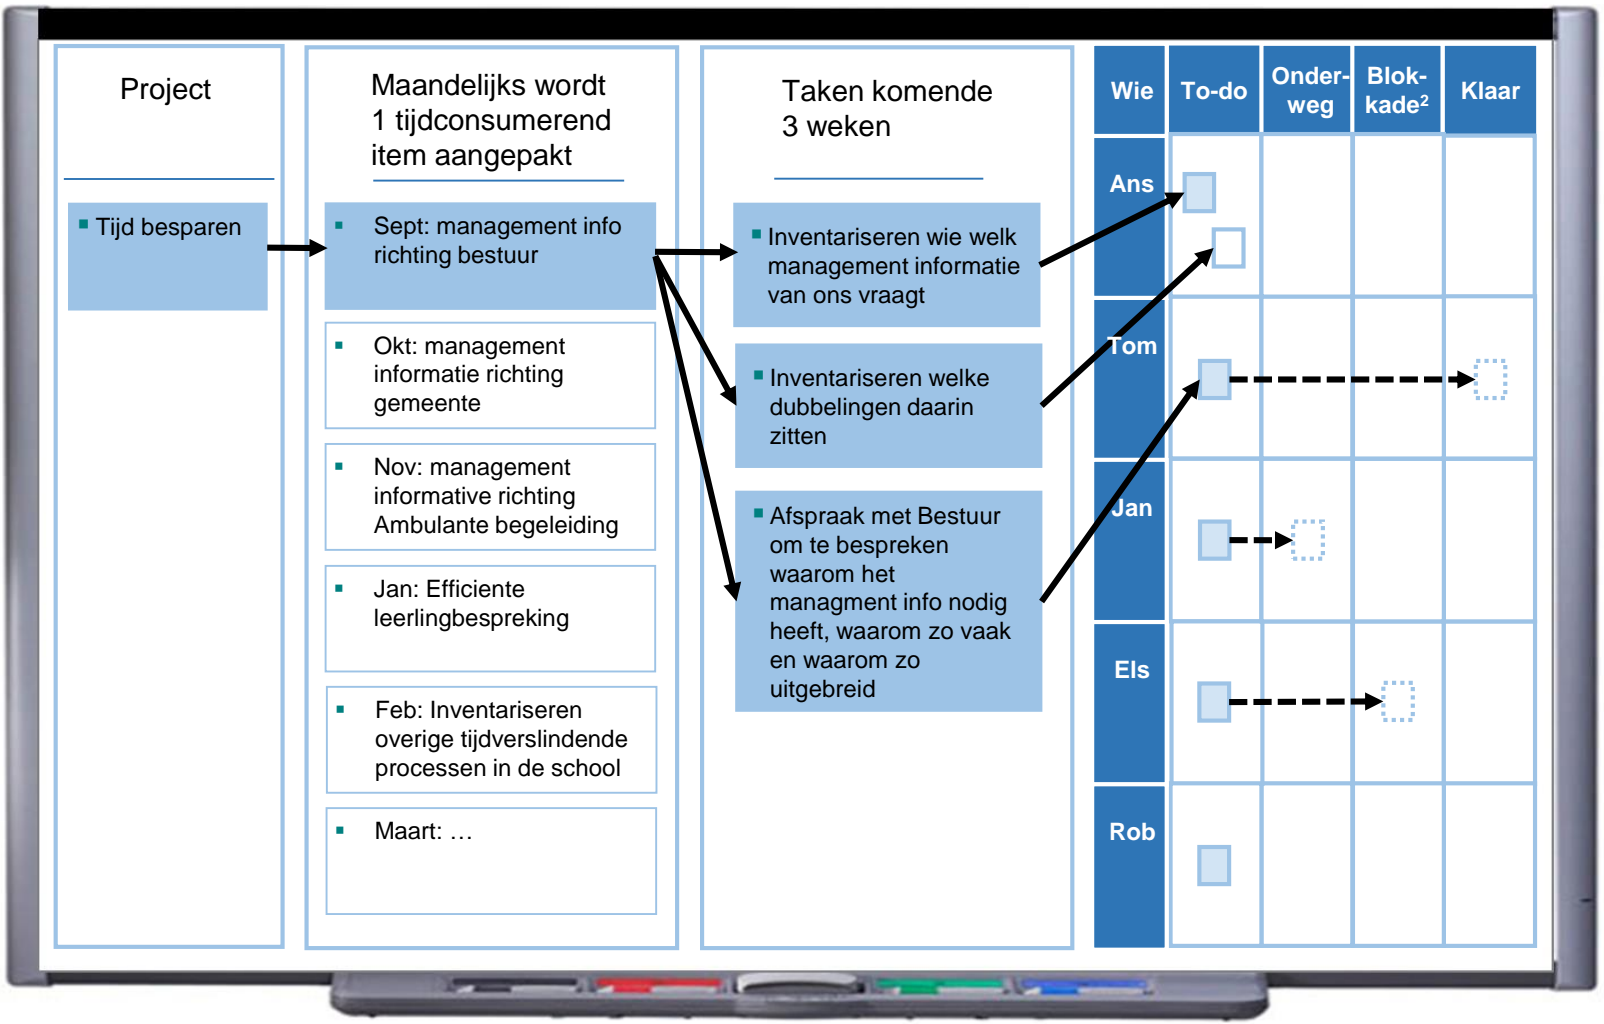 Project
Maandelijks wordt
1 tijdconsumerend
item aangepakt
Taken komende
3 weken
Wie
To-do
Onder-
weg
Blok-
kade²
Klaar
Tijd besparen
Sept: management info
richting bestuur
Okt: management
informatie richting
gemeente
Nov: management
informative richting
Ambulante begeleiding
Jan: Efficiente
leerlingbespreking
Feb: Inventariseren
overige tijdverslindende
processen in de school
Maart: …
Inventariseren wie welk
management informatie
van ons vraagt
Inventariseren welke
dubbelingen daarin
zitten
Afspraak met Bestuur
om te bespreken
waarom het
managment info nodig
heeft, waarom zo vaak
en waarom zo
uitgebreid
Ans
Tom
Jan
Els
Rob